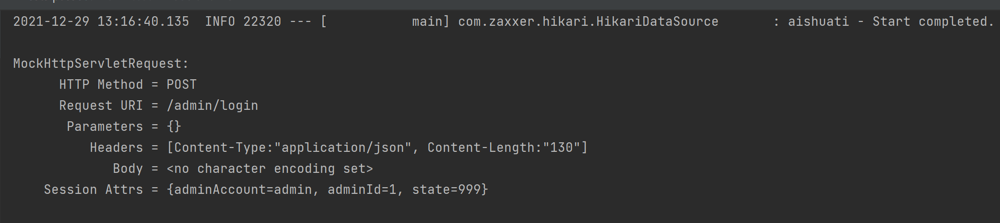 2021-12-29 13:16:40.135  INFO 22320 --- [           main] com.zaxxer.hikari.HikariDataSource       : aishuati - Start completed.
MockHttpServletRequest:
      HTTP Method = POST
      Request URI = /admin/login
       Parameters = {}
          Headers = [Content-Type:"application/json", Content-Length:"130"]
             Body = <no character encoding set>
    Session Attrs = {adminAccount=admin, adminId=1, state=999}